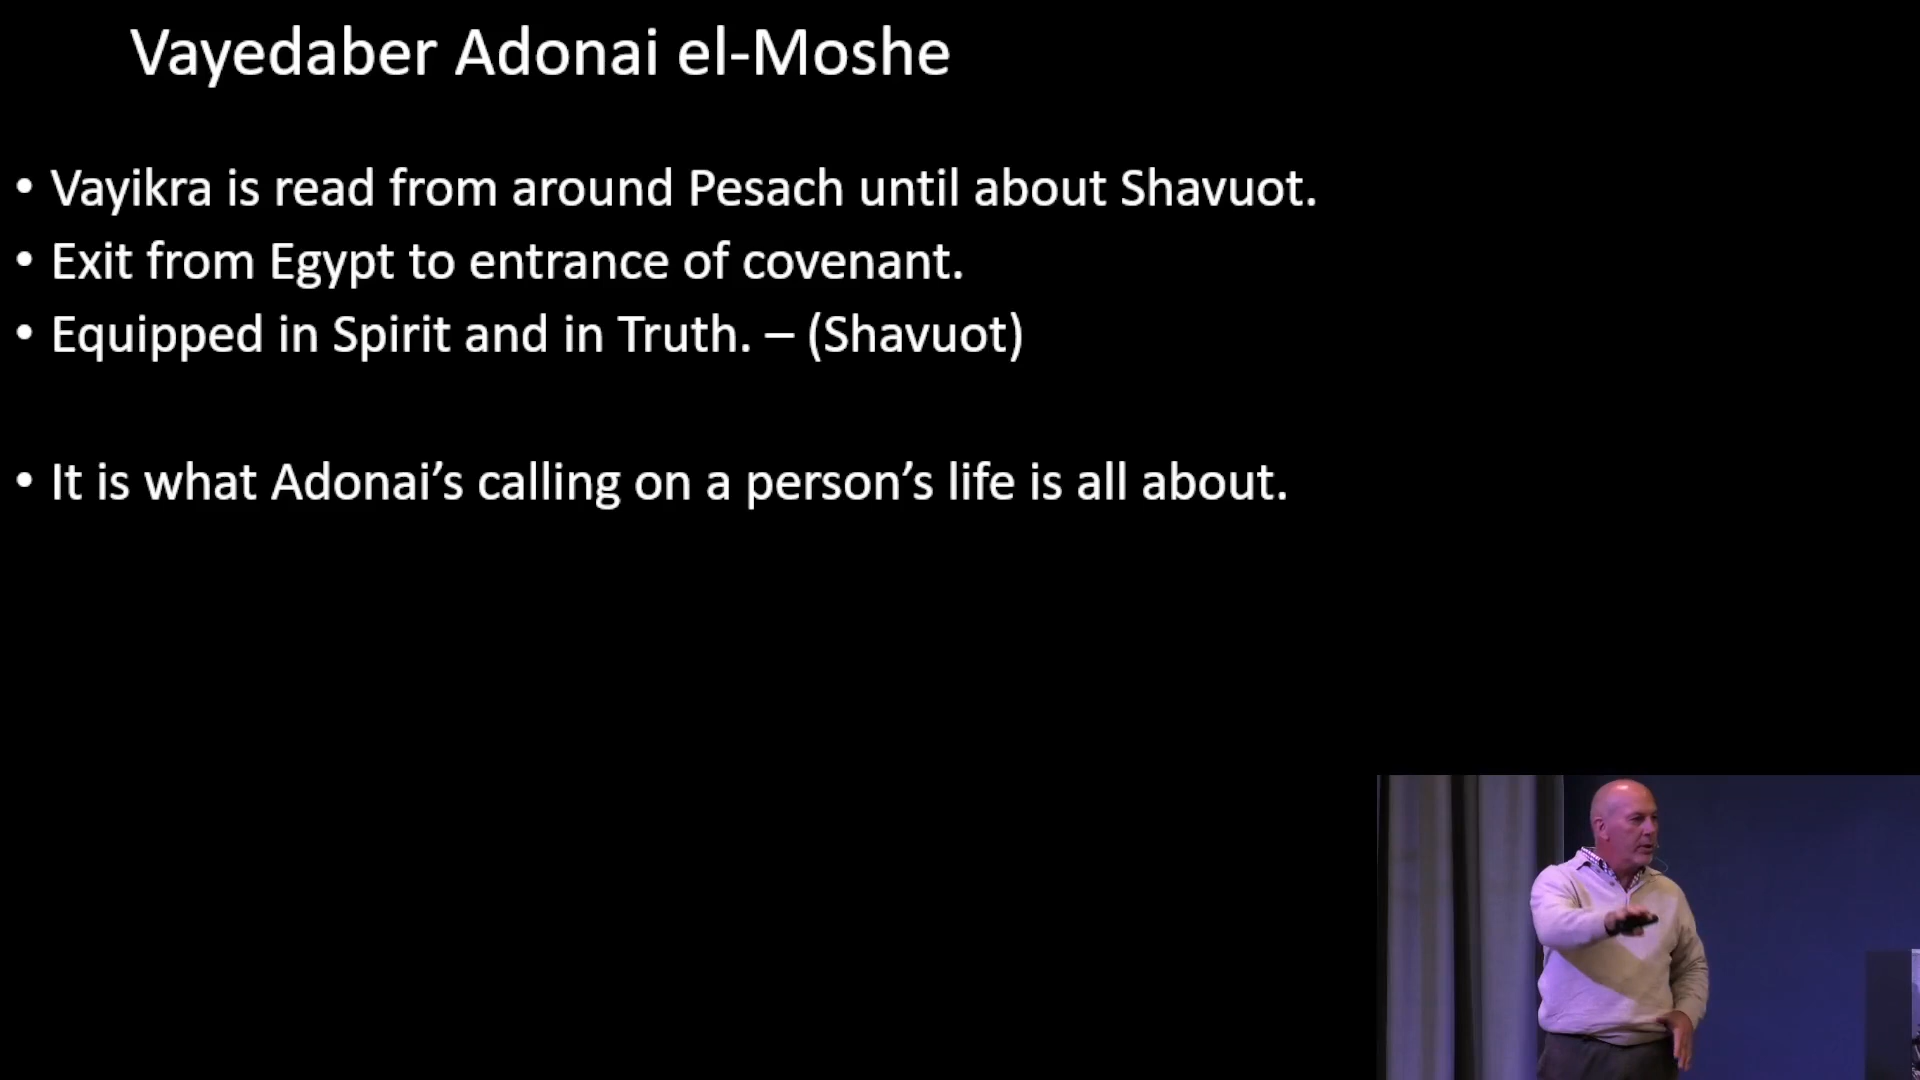 Vayedaber Adonai el-Moshe
• Vayikra is read from around Pesach until about Shavuot.
• Exit from Egypt to entrance of covenant.
• Equipped in Spirit and in Truth. – (Shavuot)
• It is what Adonai’s calling on a person’s life is all about.